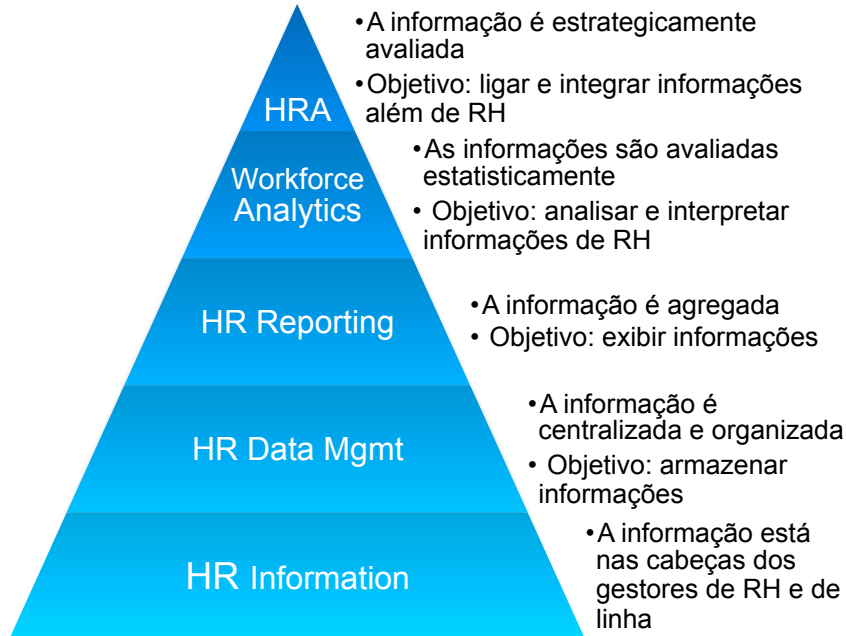 •A informação é estrategicamente
avaliada
•Objetivo: ligar e integrar informações
além de RH
HRA
•As informações são avaliadas
estatisticamente
• Objetivo: analisar e interpretar
informações de RH
Workforce
Analytics
•A informação é agregada
• Objetivo: exibir informações
HR Reporting
•A informação é
centralizada e organizada
• Objetivo: armazenar
informações
HR Data Mgmt
•A informação está
nas cabeças dos
gestores de RH e de
linha
HR Information